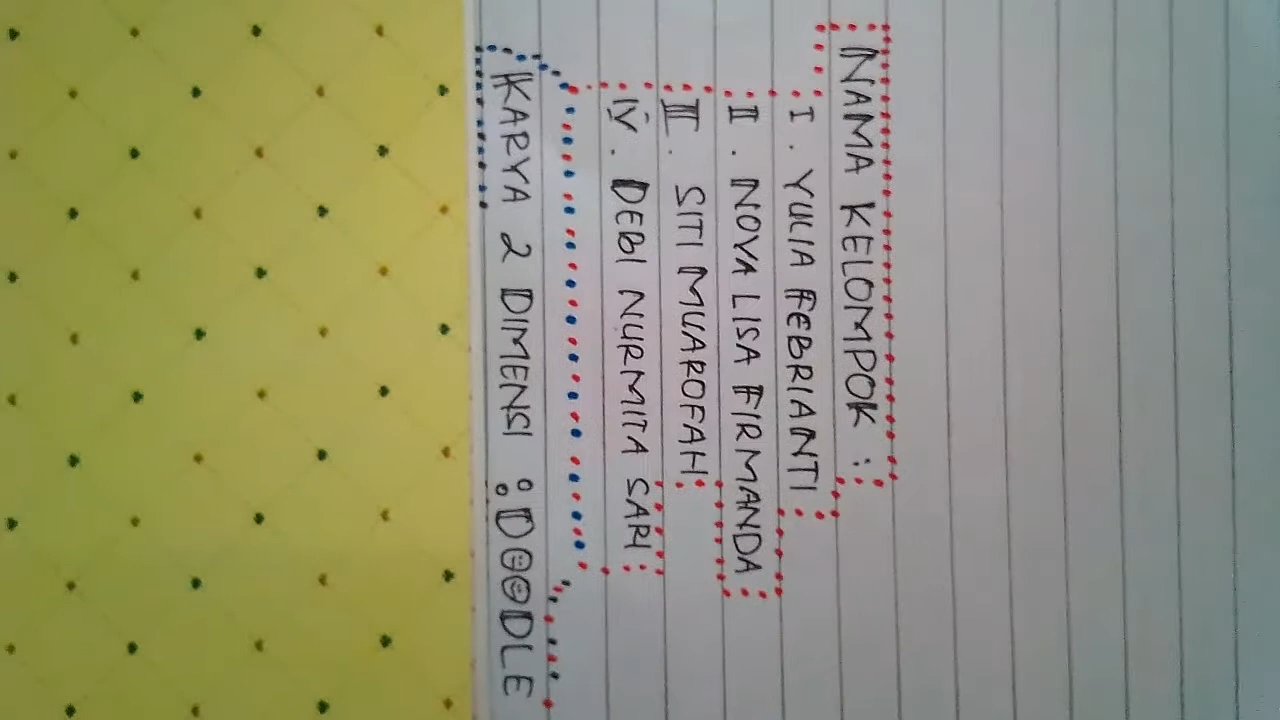 NAMA KELOMPOK :
I. YULIA FEBRIANTI
II. NOVA LISA FIRMANDA
III. SITI MUAROFAH
IV. DEBI NURMITA SARI
KARYA 2 DIMENSI : DOODLE